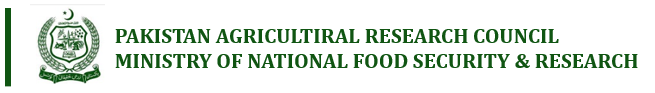 PAKISTAN AGRICULTIRAL RESEARCH COUNCIL
MINISTRY OF NATIONAL FOOD SECURITY & RESEARCH